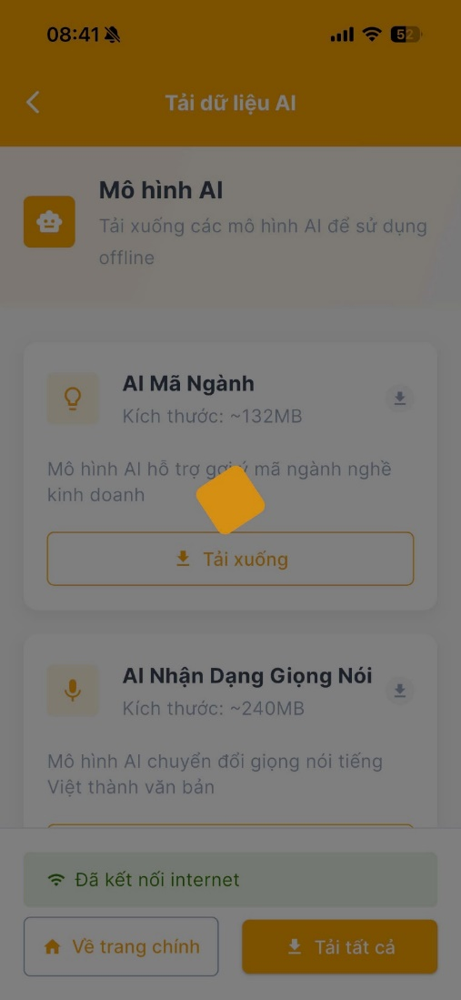 08:41
52
Tải dữ liệu AI
Mô hình AI
Tải xuống các mô hình AI để sử dụng
offline
AI Mã Ngành
Kích thước: ~132MB
Mô hình AI hỗ trợ gợi ý mã ngành nghề
kinh doanh
Tải xuống
AI Nhận Dạng Giọng Nói
Kích thước: ~240MB
Mô hình AI chuyển đổi giọng nói tiếng
Việt thành văn bản
Đã kết nối internet
Về trang chính
Tải tất cả